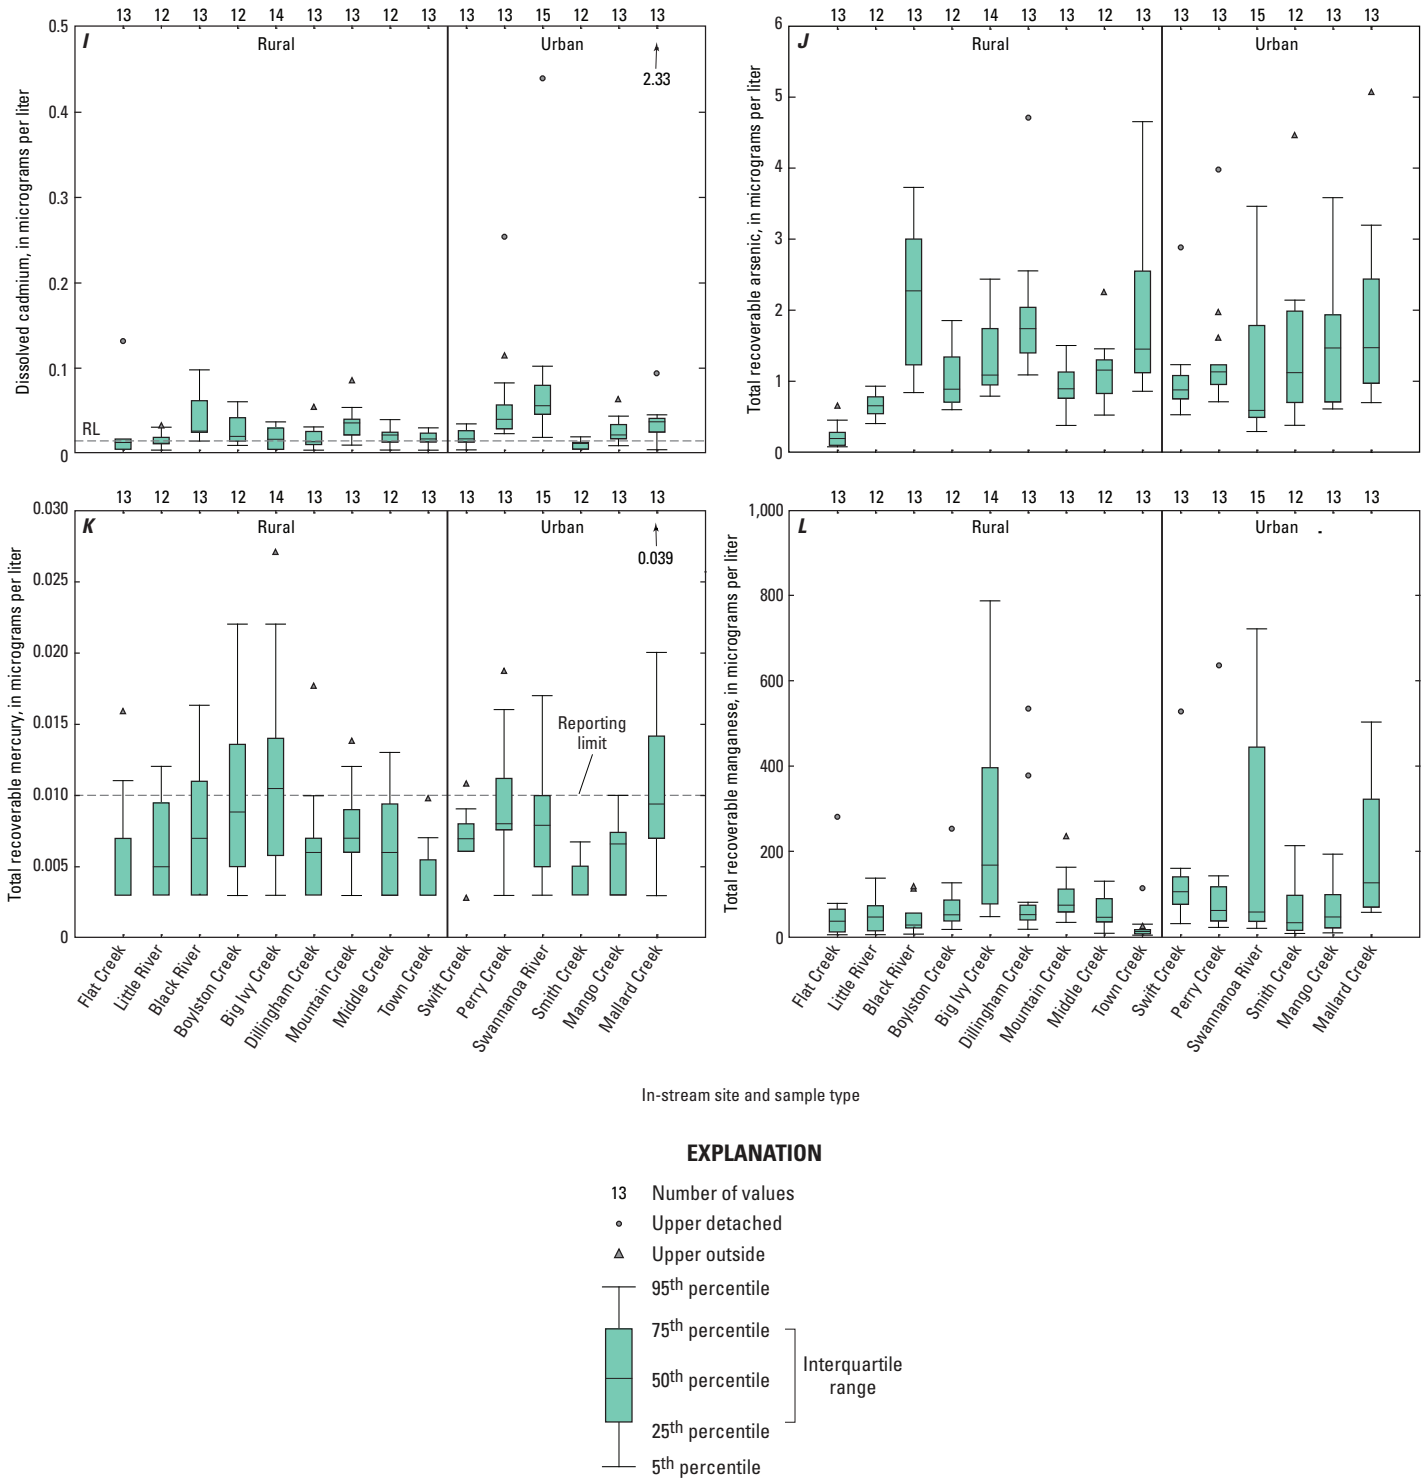 13 12 13 12 14 13 13 12 13 13 13 15 12 13 13
I Rural Urban
2.33
Dissolved cadmium, in micrograms per liter
0.5
0.4
0.3
0.2
0.1
0
RL
13 12 13 12 14 13 13 12 13 13 13 15 12 13 13
J Rural Urban
Total recoverable arsenic, in micrograms per liter
6
5
4
3
2
1
0
13 12 13 12 14 13 13 12 13 13 13 15 12 13 13
K Rural Urban
0.039
Total recoverable mercury, in micrograms per liter
0.030
0.025
0.020
0.015
0.010
0.005
0
Reporting
limit
Flat Creek
Little River
Black River
Boylston Creek
Big Ivy Creek
Dillingham Creek
Mountain Creek
Middle Creek
Town Creek
Swift Creek
Perry Creek
Swannanoa River
Smith Creek
Mango Creek
Mallard Creek
13 12 13 12 14 13 13 12 13 13 13 15 12 13 13
L Rural Urban
Total recoverable manganese, in micrograms per liter
1,000
800
600
400
200
0
Flat Creek
Little River
Black River
Boylston Creek
Big Ivy Creek
Dillingham Creek
Mountain Creek
Middle Creek
Town Creek
Swift Creek
Perry Creek
Swannanoa River
Smith Creek
Mango Creek
Mallard Creek
In-stream site and sample type
EXPLANATION
13 Number of values
Upper detached
Upper outside
95th percentile
75th percentile
50th percentile
25th percentile
5th percentile
Interquartile
range